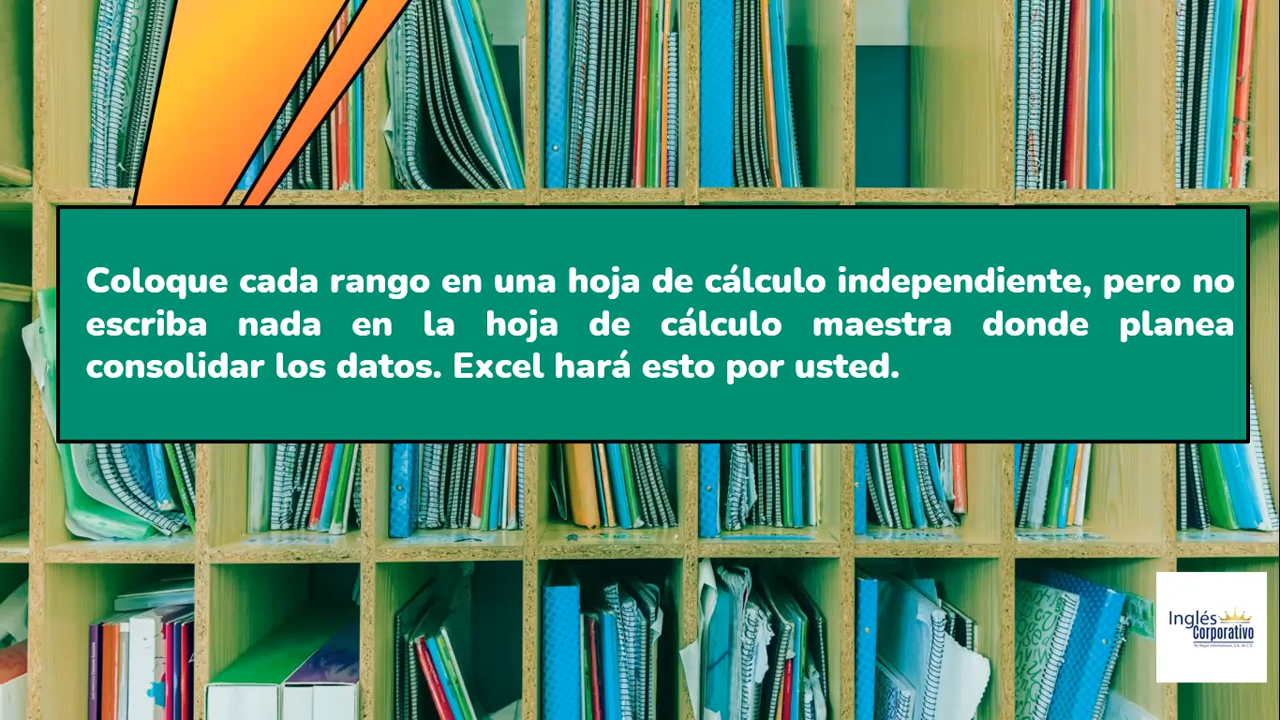 Coloque cada rango en una hoja de cálculo independiente, pero no
escriba nada en la hoja de cálculo maestra donde planea
consolidar los datos. Excel hará esto por usted.
Inglés
Corporativo